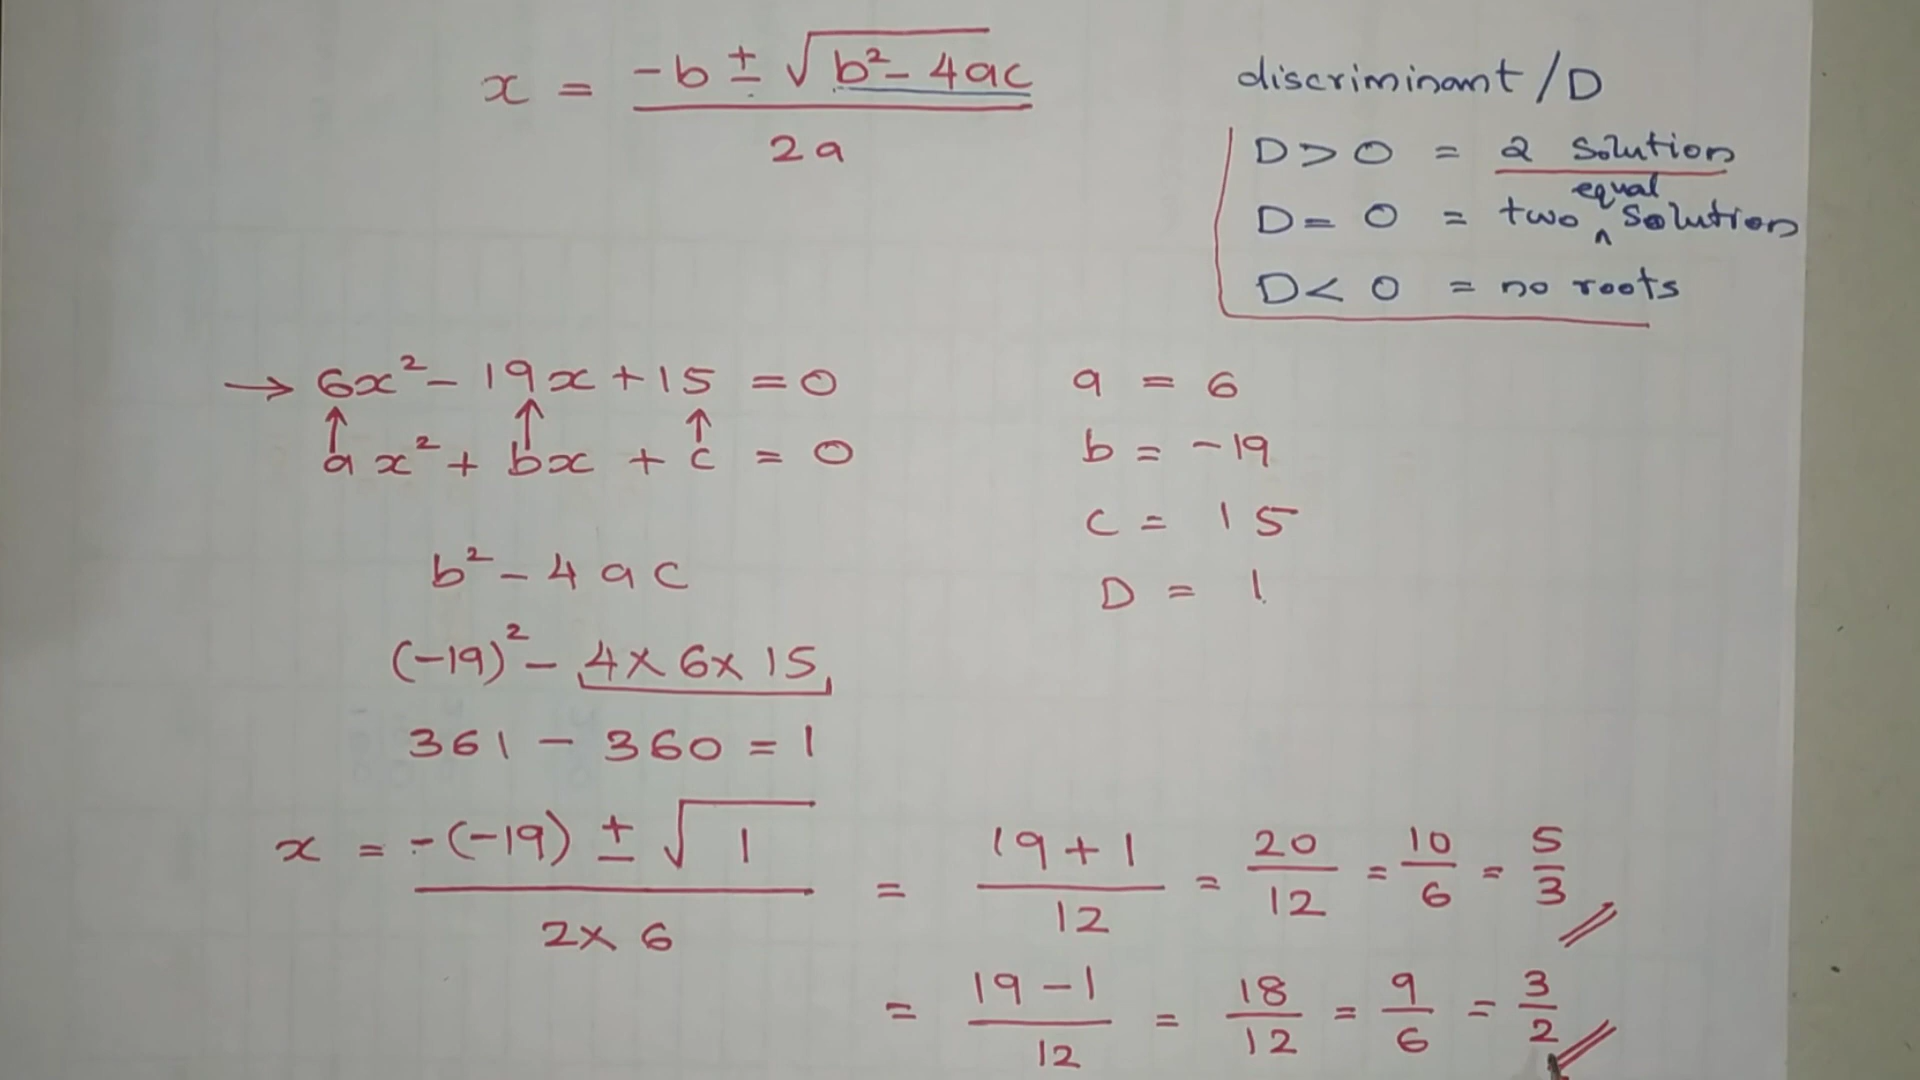 x = (-b ± √(b² - 4ac)) / 2a
discriminant / D
D > 0 = 2 solution
D = 0 = two equal solution
D < 0 = no roots
→ 6x² - 19x + 15 = 0
ax² + bx + c = 0
a = 6
b = -19
c = 15
D = 1
b² - 4ac
(-19)² - 4 × 6 × 15
361 - 360 = 1
x = (-(-19) ± √1) / (2 × 6) = (19 + 1)/12 = 20/12 = 10/6 = 5/3
= (19 - 1)/12 = 18/12 = 9/6 = 3/2